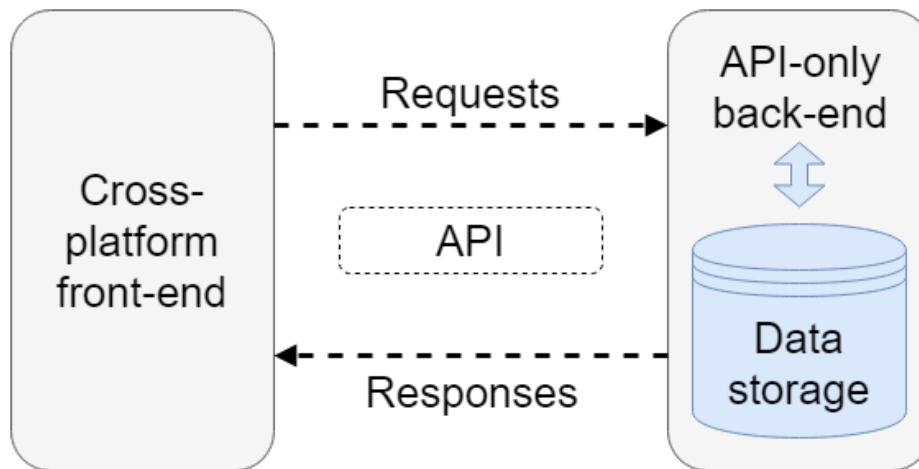 Cross-
platform
front-end
Requests
API
Responses
API-only
back-end
Data
storage